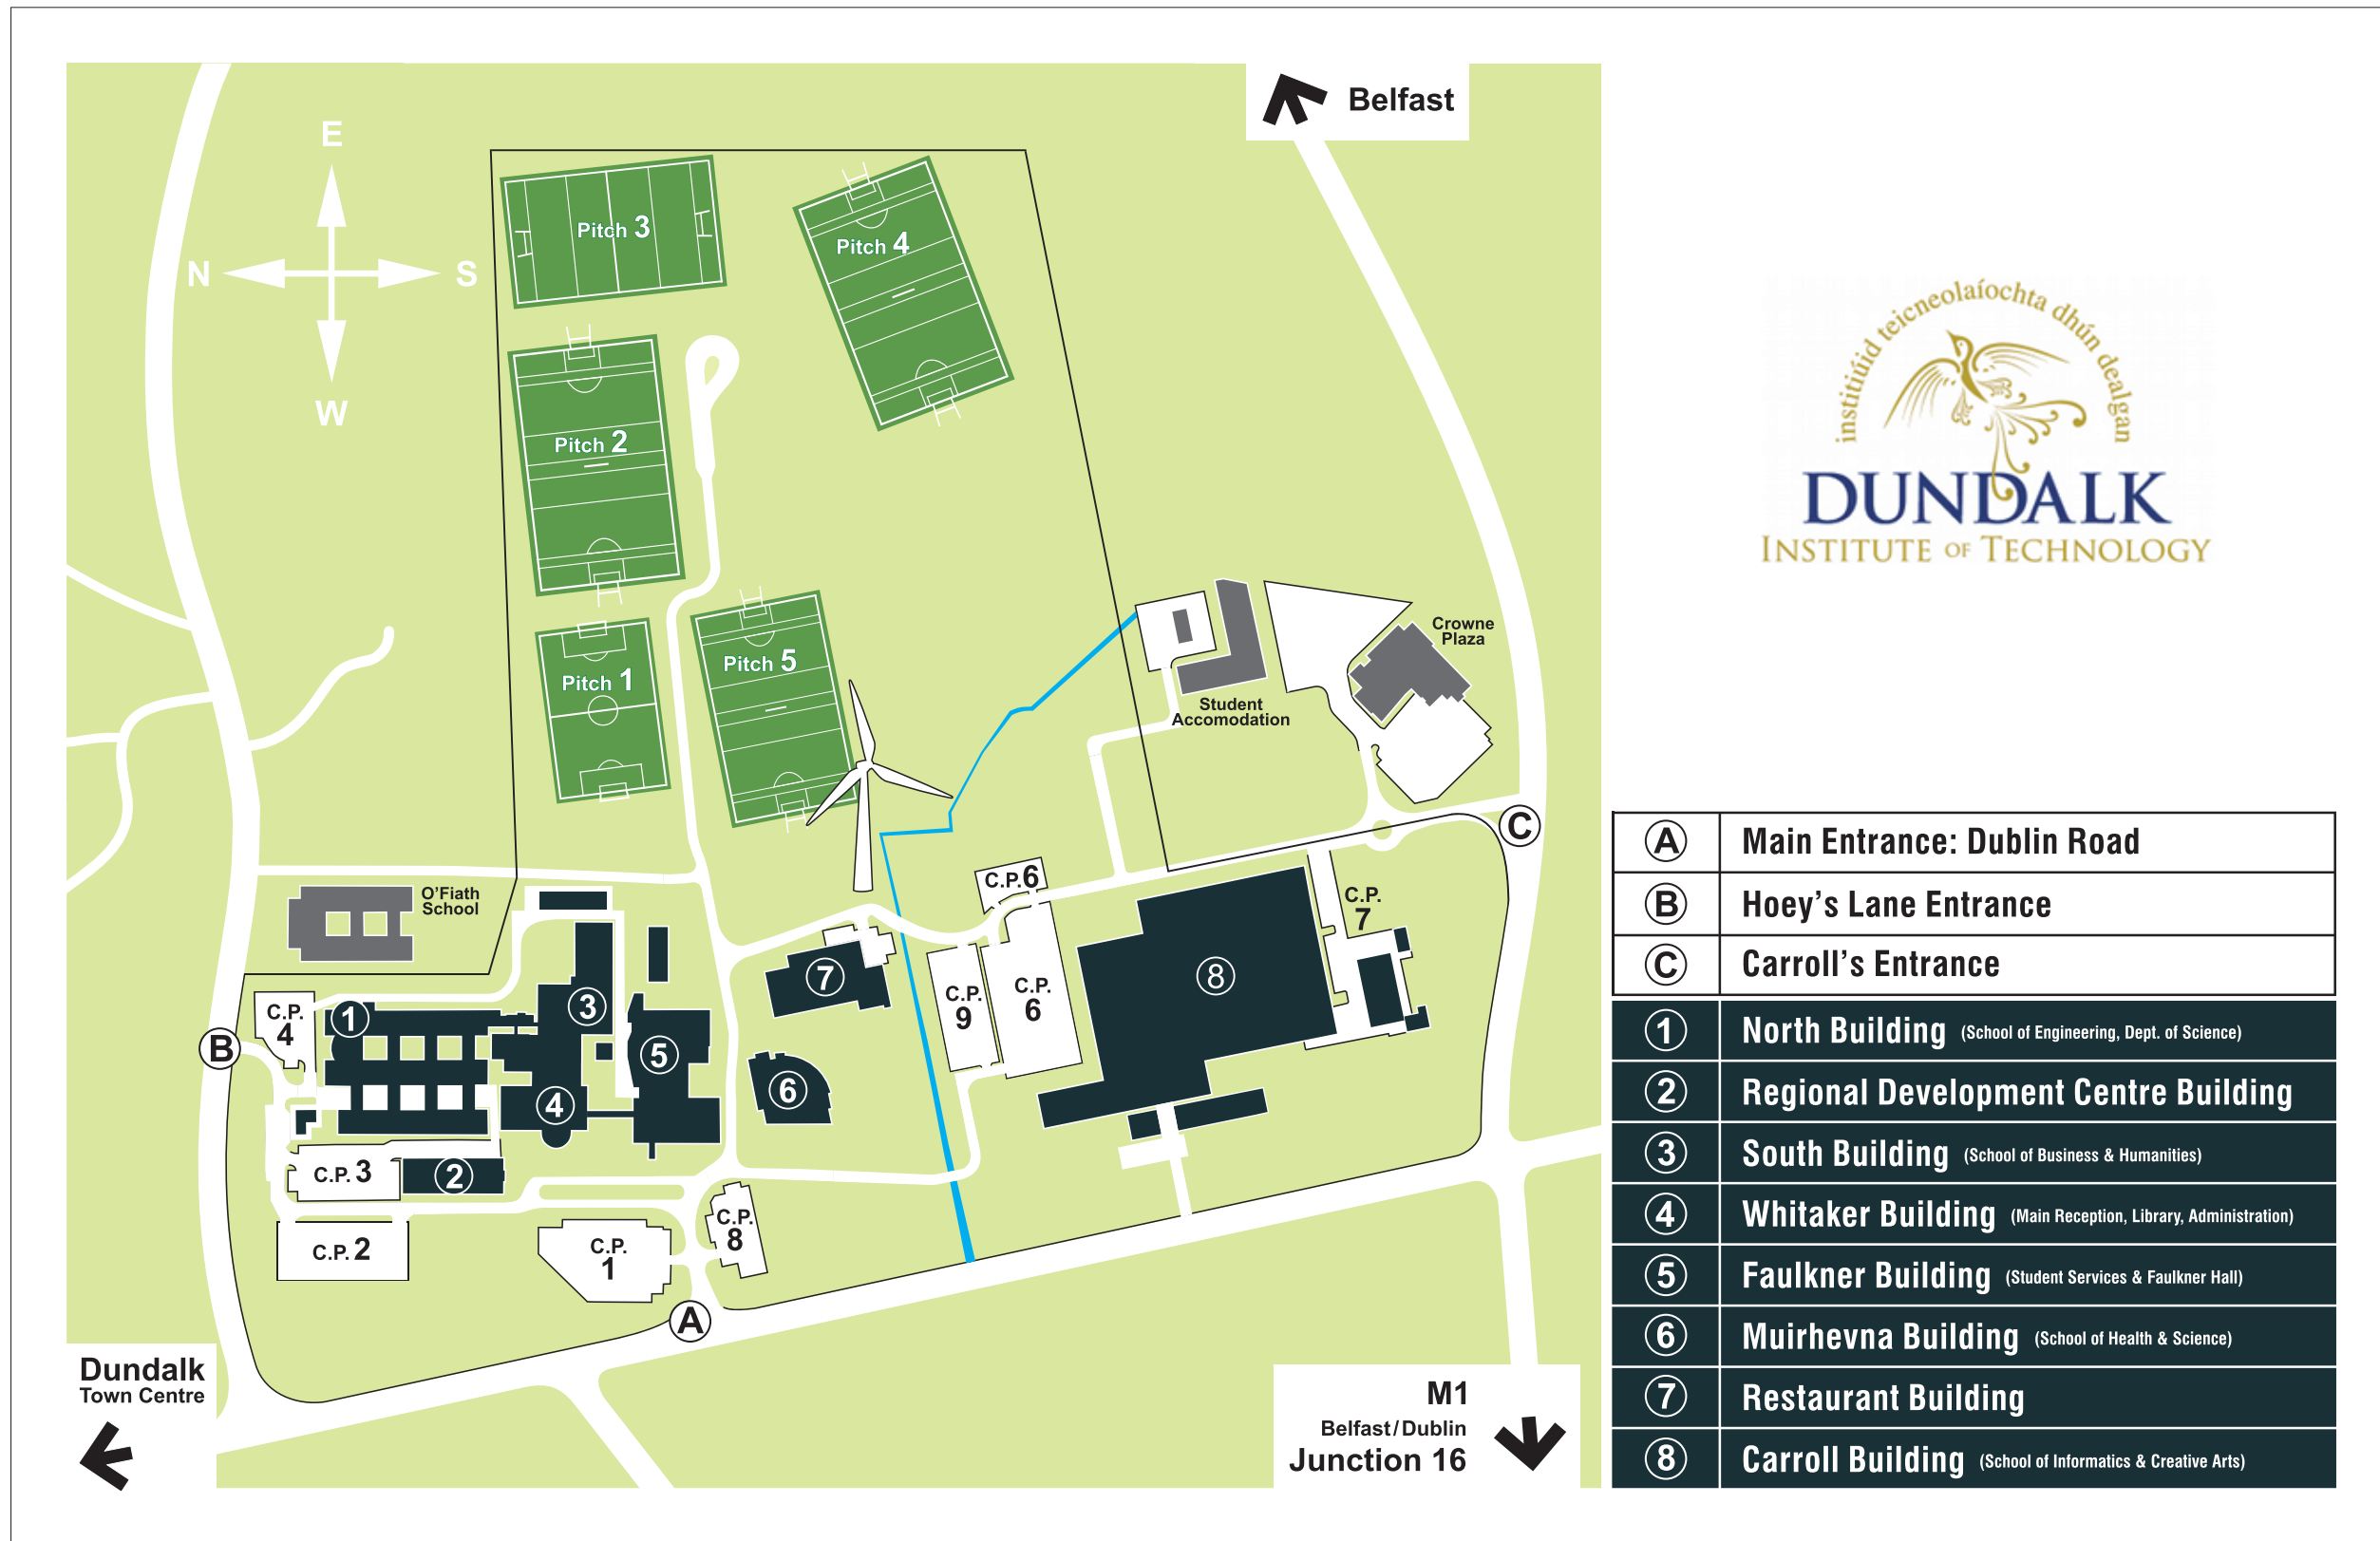 Belfast
E
N
S
W
Pitch 3
Pitch 4
Pitch 2
Pitch 5
Pitch 1
Crowne
Plaza
Student
Accomodation
O'Fiath
School
C.P.6
C.P.
7
C.P.
4
C.P.
9
C.P.
6
C.P. 3
C.P. 2
C.P.
1
C.P.
8
1
2
3
4
5
6
7
8
A
B
C
Dundalk
Town Centre
M1
Belfast/Dublin
Junction 16
institiúid teicneolaíochta dhún dealgan
DUNDALK
INSTITUTE OF TECHNOLOGY
A Main Entrance: Dublin Road
B Hoey's Lane Entrance
C Carroll's Entrance
1 North Building (School of Engineering, Dept. of Science)
2 Regional Development Centre Building
3 South Building (School of Business & Humanities)
4 Whitaker Building (Main Reception, Library, Administration)
5 Faulkner Building (Student Services & Faulkner Hall)
6 Muirhevna Building (School of Health & Science)
7 Restaurant Building
8 Carroll Building (School of Informatics & Creative Arts)